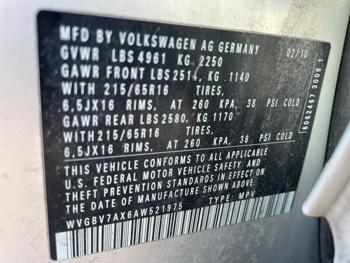 MFD BY VOLKSWAGEN AG GERMANY
GVWR LBS 4961 KG 2250 02/10
GAWR FRONT LBS 2514, KG 1140
WITH 215/65R16 TIRES,
6,5JX16 RIMS, AT 260 KPA, 38 PSI COLD
GAWR REAR LBS 2580, KG 1170
WITH 215/65R16 TIRES,
6,5JX16 RIMS, AT 260 KPA, 38 PSI COLD
THIS VEHICLE CONFORMS TO ALL APPLICABLE
U.S. FEDERAL MOTOR VEHICLE SAFETY AND
THEFT PREVENTION STANDARDS IN EFFECT ON
THE DATE OF MANUFACTURE SHOWN ABOVE
WVGBV7AX6AW521975 TYPE: MPV
6062467 3006